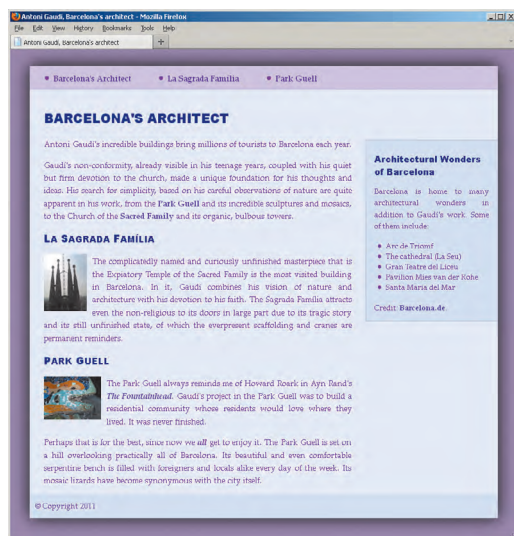 Antoni Gaudí, Barcelona's architect - Mozilla Firefox
File Edit View History Bookmarks Tools Help
Antoni Gaudí, Barcelona's architect +
• Barcelona's Architect • La Sagrada Família • Park Guell
BARCELONA'S ARCHITECT
Antoni Gaudí's incredible buildings bring millions of tourists to Barcelona each year.
Gaudí's non-conformity, already visible in his teenage years, coupled with his quiet
but firm devotion to the church, made a unique foundation for his thoughts and
ideas. His search for simplicity, based on his careful observations of nature are quite
apparent in his work, from the Park Guell and its incredible sculptures and mosaics,
to the Church of the Sacred Family and its organic, bulbous towers.
LA SAGRADA FAMÍLIA
The complicatedly named and curiously unfinished masterpiece that is
the Expiatory Temple of the Sacred Family is the most visited building
in Barcelona. In it, Gaudí combines his vision of nature and
architecture with his devotion to his faith. The Sagrada Família attracts
even the non-religious to its doors in large part due to its tragic story
and its still unfinished state, of which the everpresent scaffolding and cranes are
permanent reminders.
PARK GUELL
The Park Guell always reminds me of Howard Roark in Ayn Rand's
The Fountainhead. Gaudí's project in the Park Guell was to build a
residential community whose residents would love where they
lived. It was never finished.
Perhaps that is for the best, since now we all get to enjoy it. The Park Guell is set on
a hill overlooking practically all of Barcelona. Its beautiful and even comfortable
serpentine bench is filled with foreigners and locals alike every day of the week. Its
mosaic lizards have become synonymous with the city itself.
Architectural Wonders
of Barcelona
Barcelona is home to many
architectural wonders in
addition to Gaudí's work. Some
of them include:
• Arc de Triomf
• The cathedral (La Seu)
• Gran Teatre del Liceu
• Pavilion Mies van der Rohe
• Santa Maria del Mar
Credit: Barcelona.de
© Copyright 2011